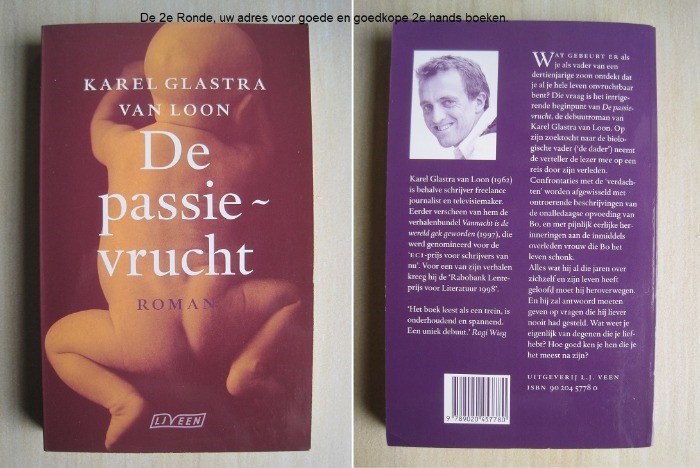 De 2e Ronde, uw adres voor goede en goedkope 2e hands boeken.
KAREL GLASTRA
VAN LOON
De
passie~
vrucht
ROMAN
LJVEEN
WAT GEBEURT ER als
je als vader van een
dertienjarige zoon ontdekt dat
je al je hele leven onvruchtbaar
bent? Die vraag is het intrige-
rende beginpunt van De passie-
vrucht, de debuutroman van
Karel Glastra van Loon. Op
zijn zoektocht naar de biolo-
gische vader ('de dader') neemt
de verteller de lezer mee op een
reis door zijn verleden.
Confrontaties met de 'verdach-
ten' worden afgewisseld met
ontroerende beschrijvingen van
de onalledaagse opvoeding van
Bo, en met pijnlijk eerlijke her-
inneringen aan de inmiddels
overleden vrouw die Bo het
leven schonk.
Alles wat hij al die jaren over
zichzelf en zijn leven heeft
geloofd moet hij heroverwegen.
En hij zal antwoord moeten
geven op vragen die hij liever
nooit had gesteld. Wat weet je
eigenlijk van degenen die je lief-
hebt? Hoe goed ken je hen die je
het meest na zijn?
Karel Glastra van Loon (1962)
is behalve schrijver freelance
journalist en televisiemaker.
Eerder verscheen van hem de
verhalenbundel Vannacht is de
wereld gek geworden (1997), die
werd genomineerd voor de
'ECI-prijs voor schrijvers van
nu'. Voor een van zijn verhalen
kreeg hij de 'Rabobank Lente-
prijs voor Literatuur 1998'.
'Het boek leest als een trein, is
onderhoudend en spannend.
Een uniek debuut.' Rogi Wieg
UITGEVERIJ L.J. VEEN
ISBN 90 204 5778 0
9 789020 457780